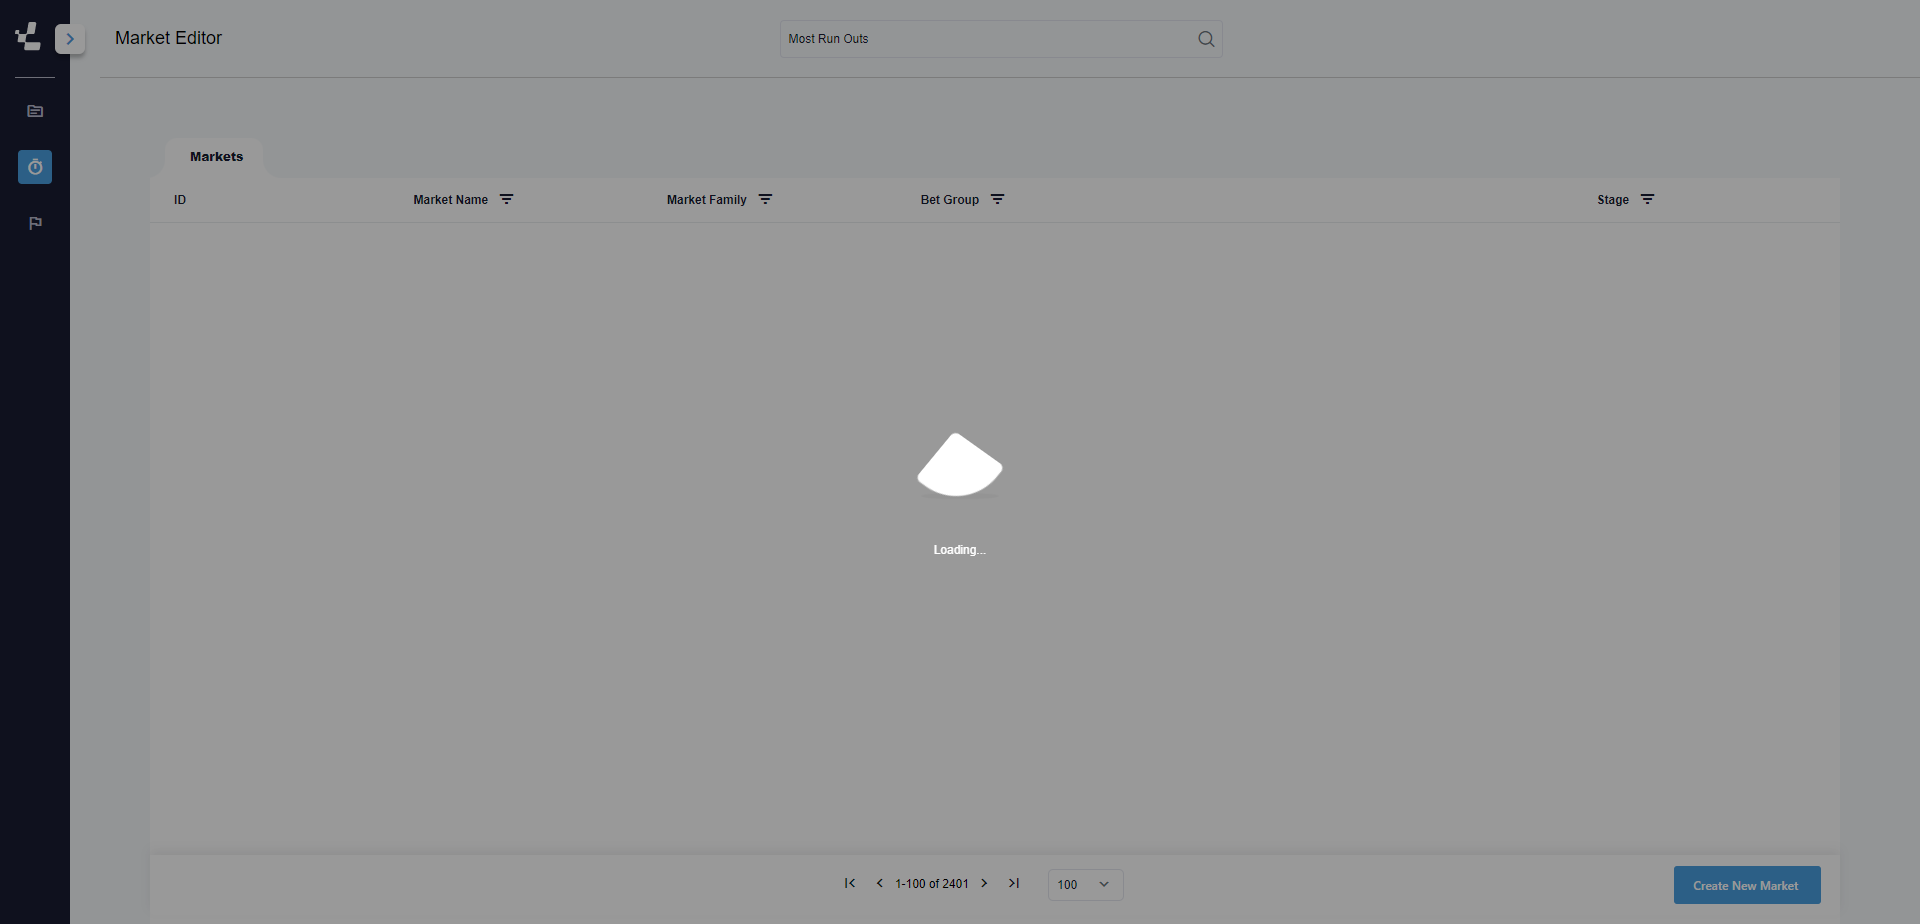 Market Editor
Most Run Outs
Markets
ID
Market Name
Market Family
Bet Group
Stage
Loading...
1-100 of 2401
100
Create New Market